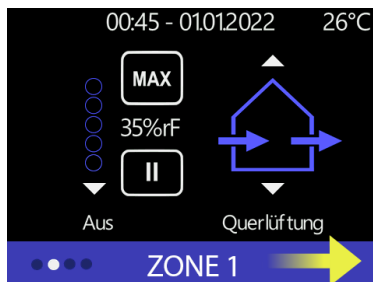 00:45 - 01.01.2022 26°C
MAX
35%rF
Aus Querlüftung
ZONE 1